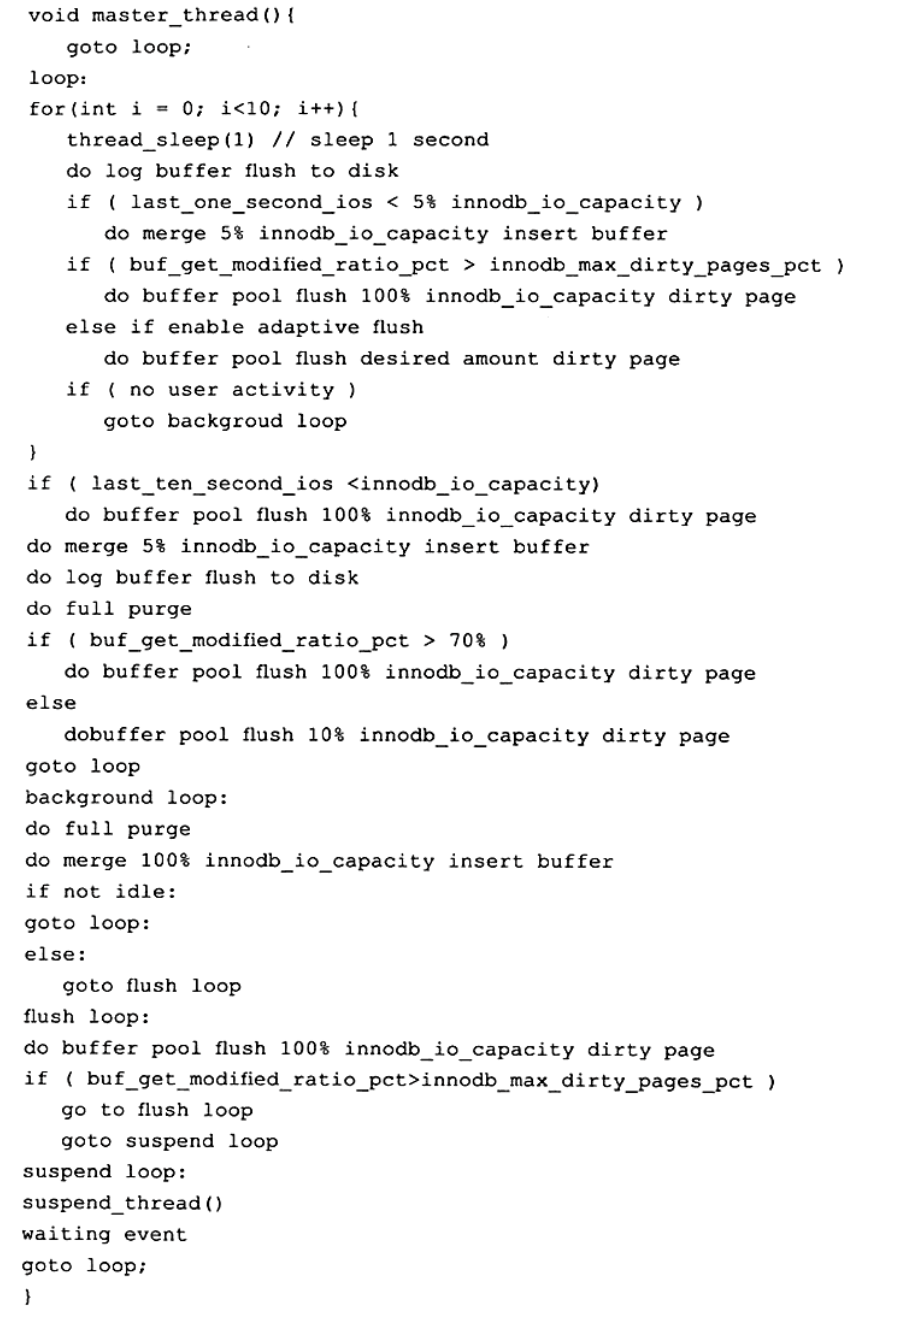 void master_thread(){
goto loop;
loop:
for(int i = 0; i<10; i++){
thread_sleep(1) // sleep 1 second
do log buffer flush to disk
if ( last_one_second_ios < 5% innodb_io_capacity )
do merge 5% innodb_io_capacity insert buffer
if ( buf_get_modified_ratio_pct > innodb_max_dirty_pages_pct )
do buffer pool flush 100% innodb_io_capacity dirty page
else if enable adaptive flush
do buffer pool flush desired amount dirty page
if ( no user activity )
goto backgroud loop
}
if ( last_ten_second_ios <innodb_io_capacity)
do buffer pool flush 100% innodb_io_capacity dirty page
do merge 5% innodb_io_capacity insert buffer
do log buffer flush to disk
do full purge
if ( buf_get_modified_ratio_pct > 70% )
do buffer pool flush 100% innodb_io_capacity dirty page
else
dobuffer pool flush 10% innodb_io_capacity dirty page
goto loop
background loop:
do full purge
do merge 100% innodb_io_capacity insert buffer
if not idle:
goto loop:
else:
goto flush loop
flush loop:
do buffer pool flush 100% innodb_io_capacity dirty page
if ( buf_get_modified_ratio_pct>innodb_max_dirty_pages_pct )
go to flush loop
goto suspend loop
suspend loop:
suspend_thread()
waiting event
goto loop;
}